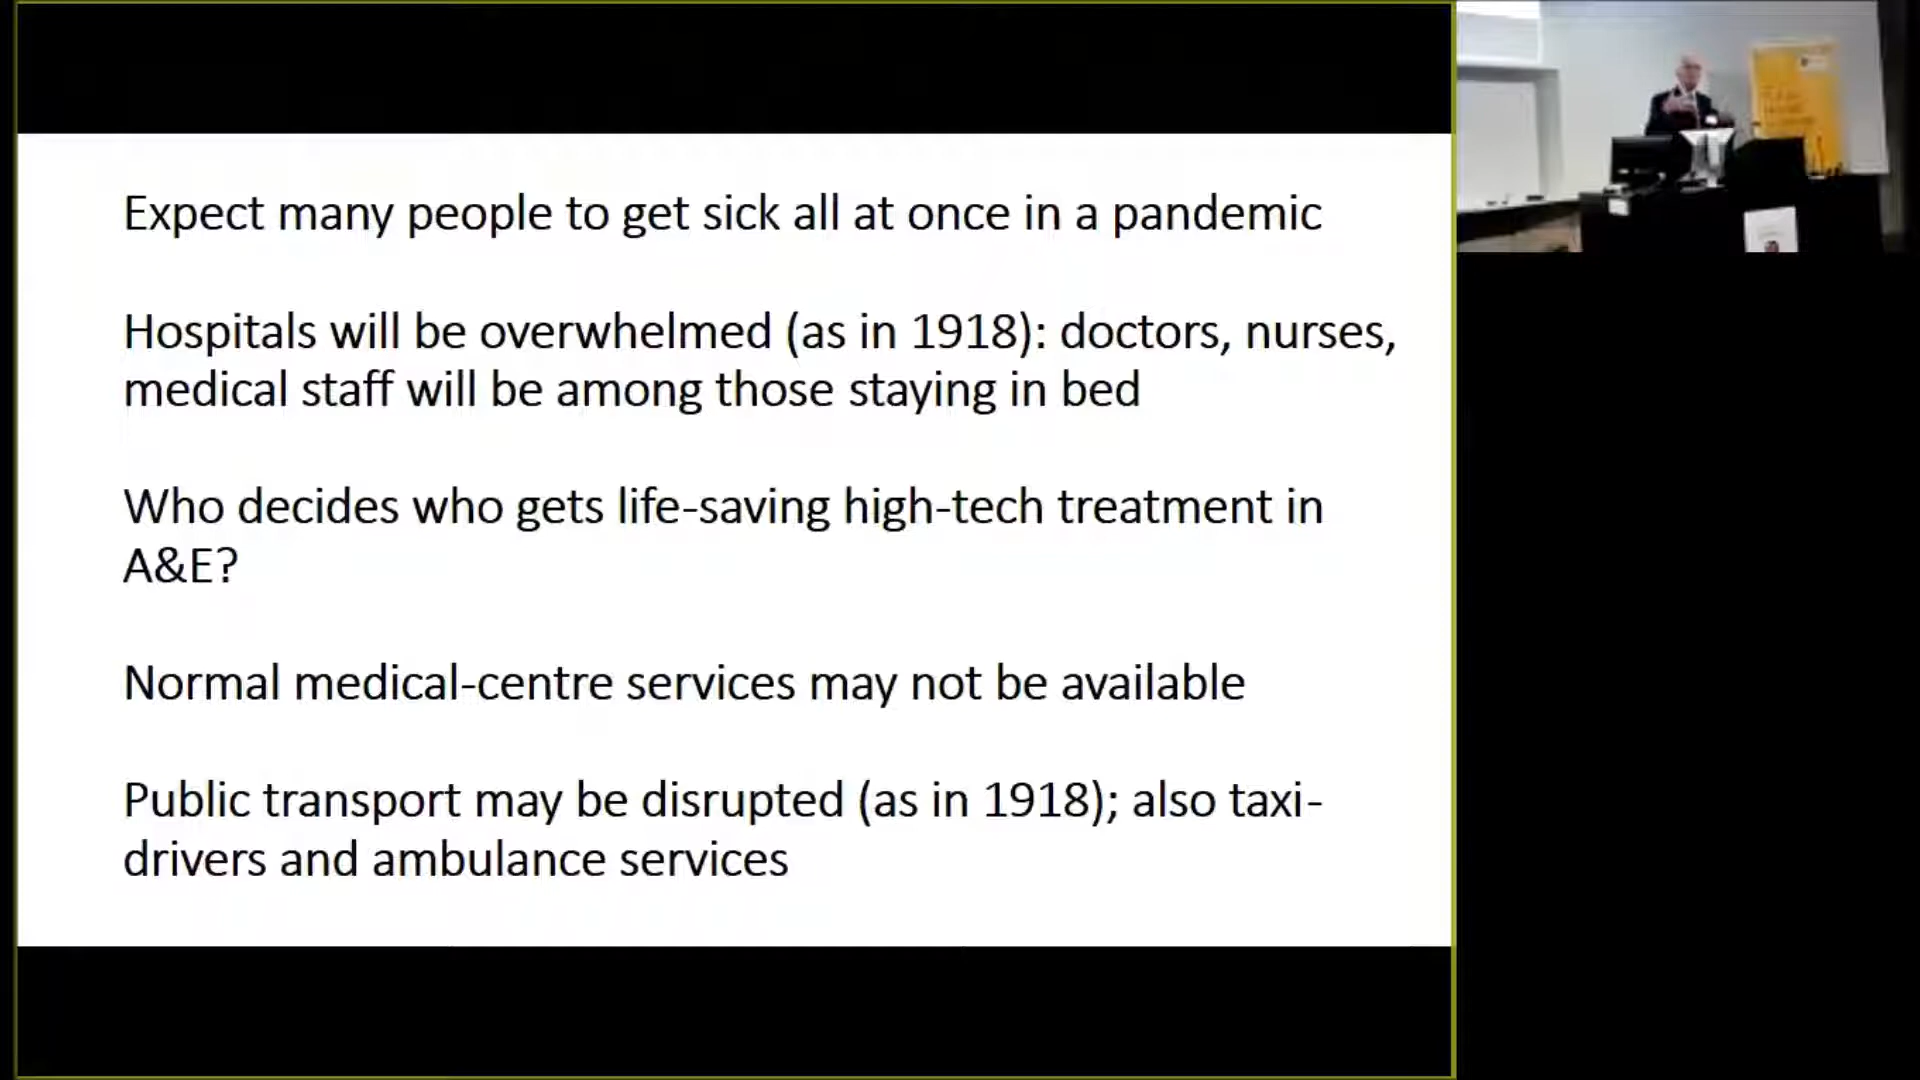 Expect many people to get sick all at once in a pandemic
Hospitals will be overwhelmed (as in 1918): doctors, nurses,
medical staff will be among those staying in bed
Who decides who gets life-saving high-tech treatment in
A&E?
Normal medical-centre services may not be available
Public transport may be disrupted (as in 1918); also taxi-
drivers and ambulance services